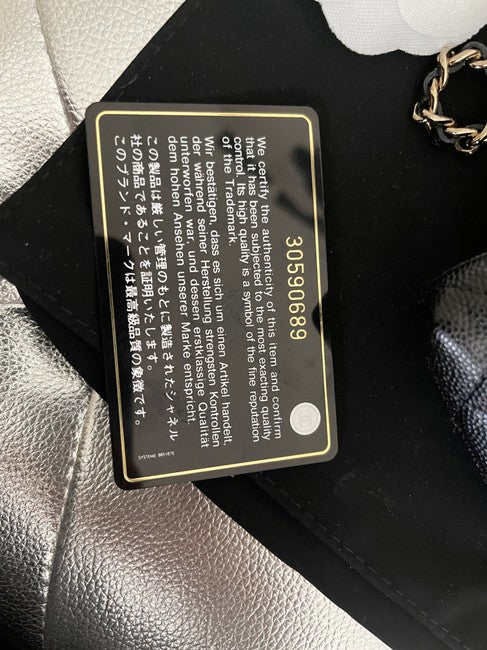 30590689
We certify the authenticity of this item and confirm
that it has been subjected to the most exacting quality
control. Its high quality is a symbol of the fine reputation
of the Trademark.
Wir bestätigen, dass es sich um einen Artikel handelt,
der während seiner Herstellung strengsten Kontrollen
unterworfen war, und dessen erstklassige Qualität
dem hohen Ansehen unserer Marke entspricht.
この製品は厳しい管理のもとに製造されたシャネル
社の商品であることを証明いたします。
このブランド・マークは最高級品質の象徴です。
SYSTEME BREVETE